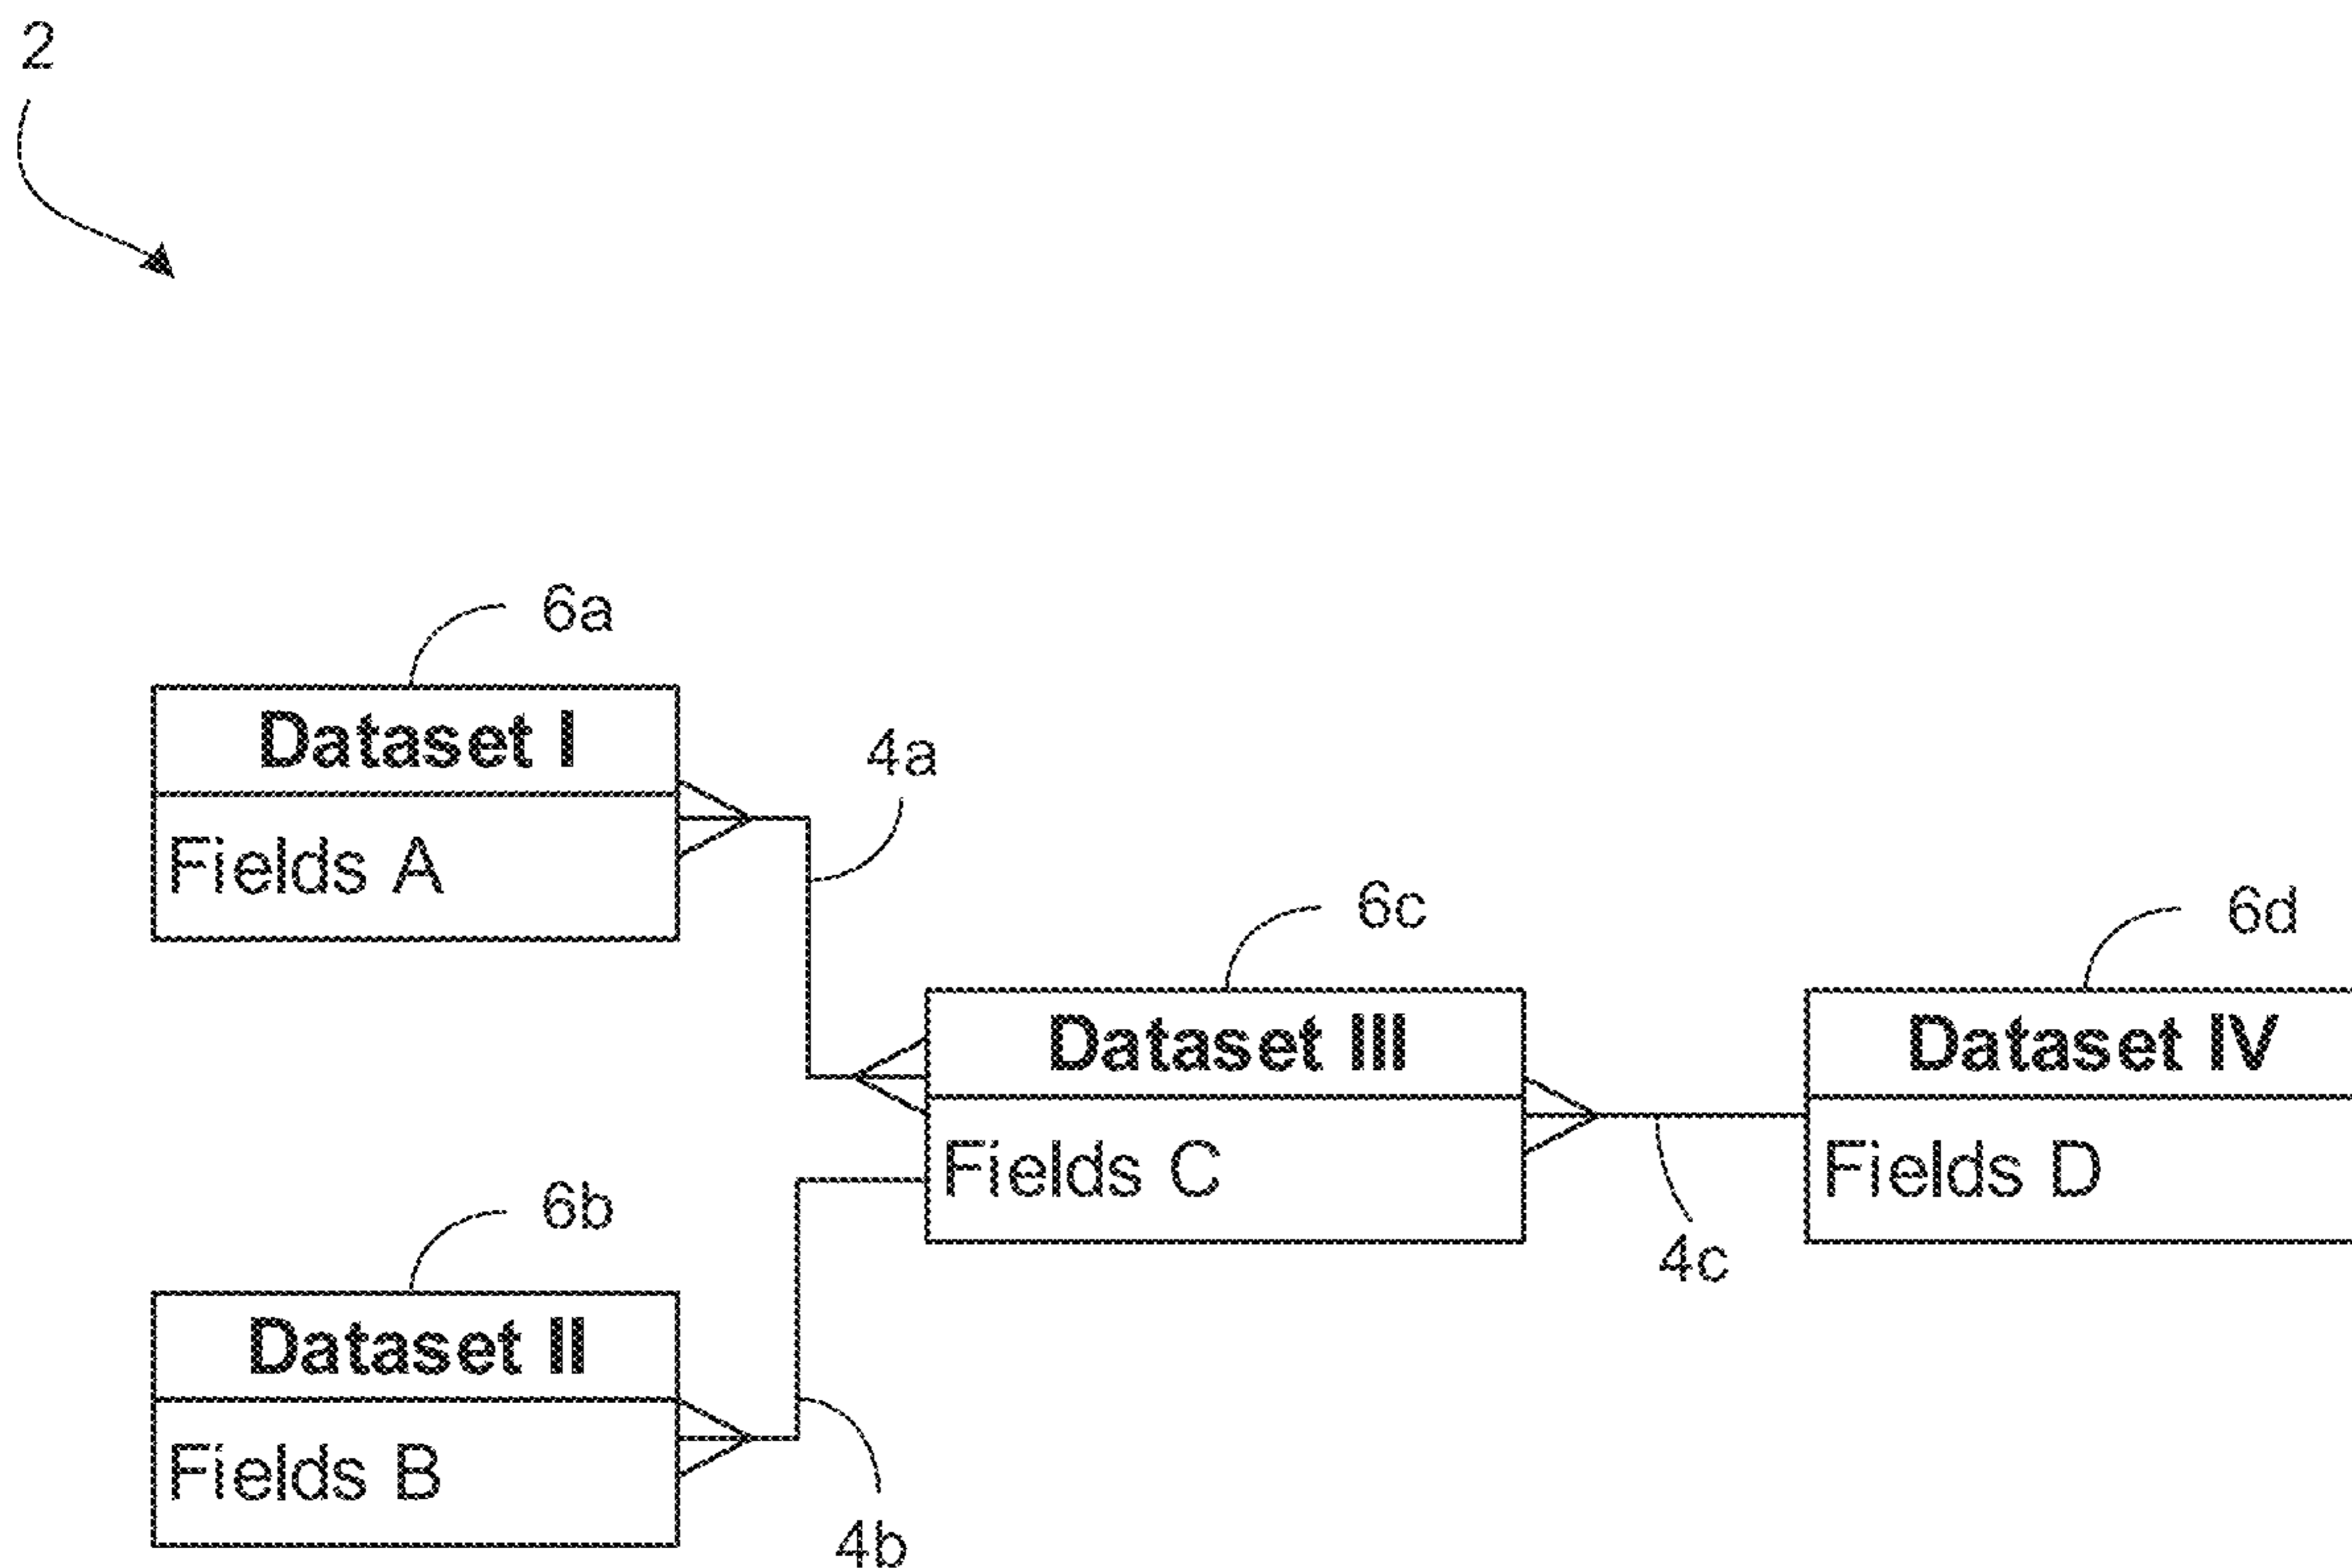 2
6a
Dataset I
Fields A
4a
6c
Dataset III
Fields C
6d
Dataset IV
Fields D
4c
6b
Dataset II
Fields B
4b